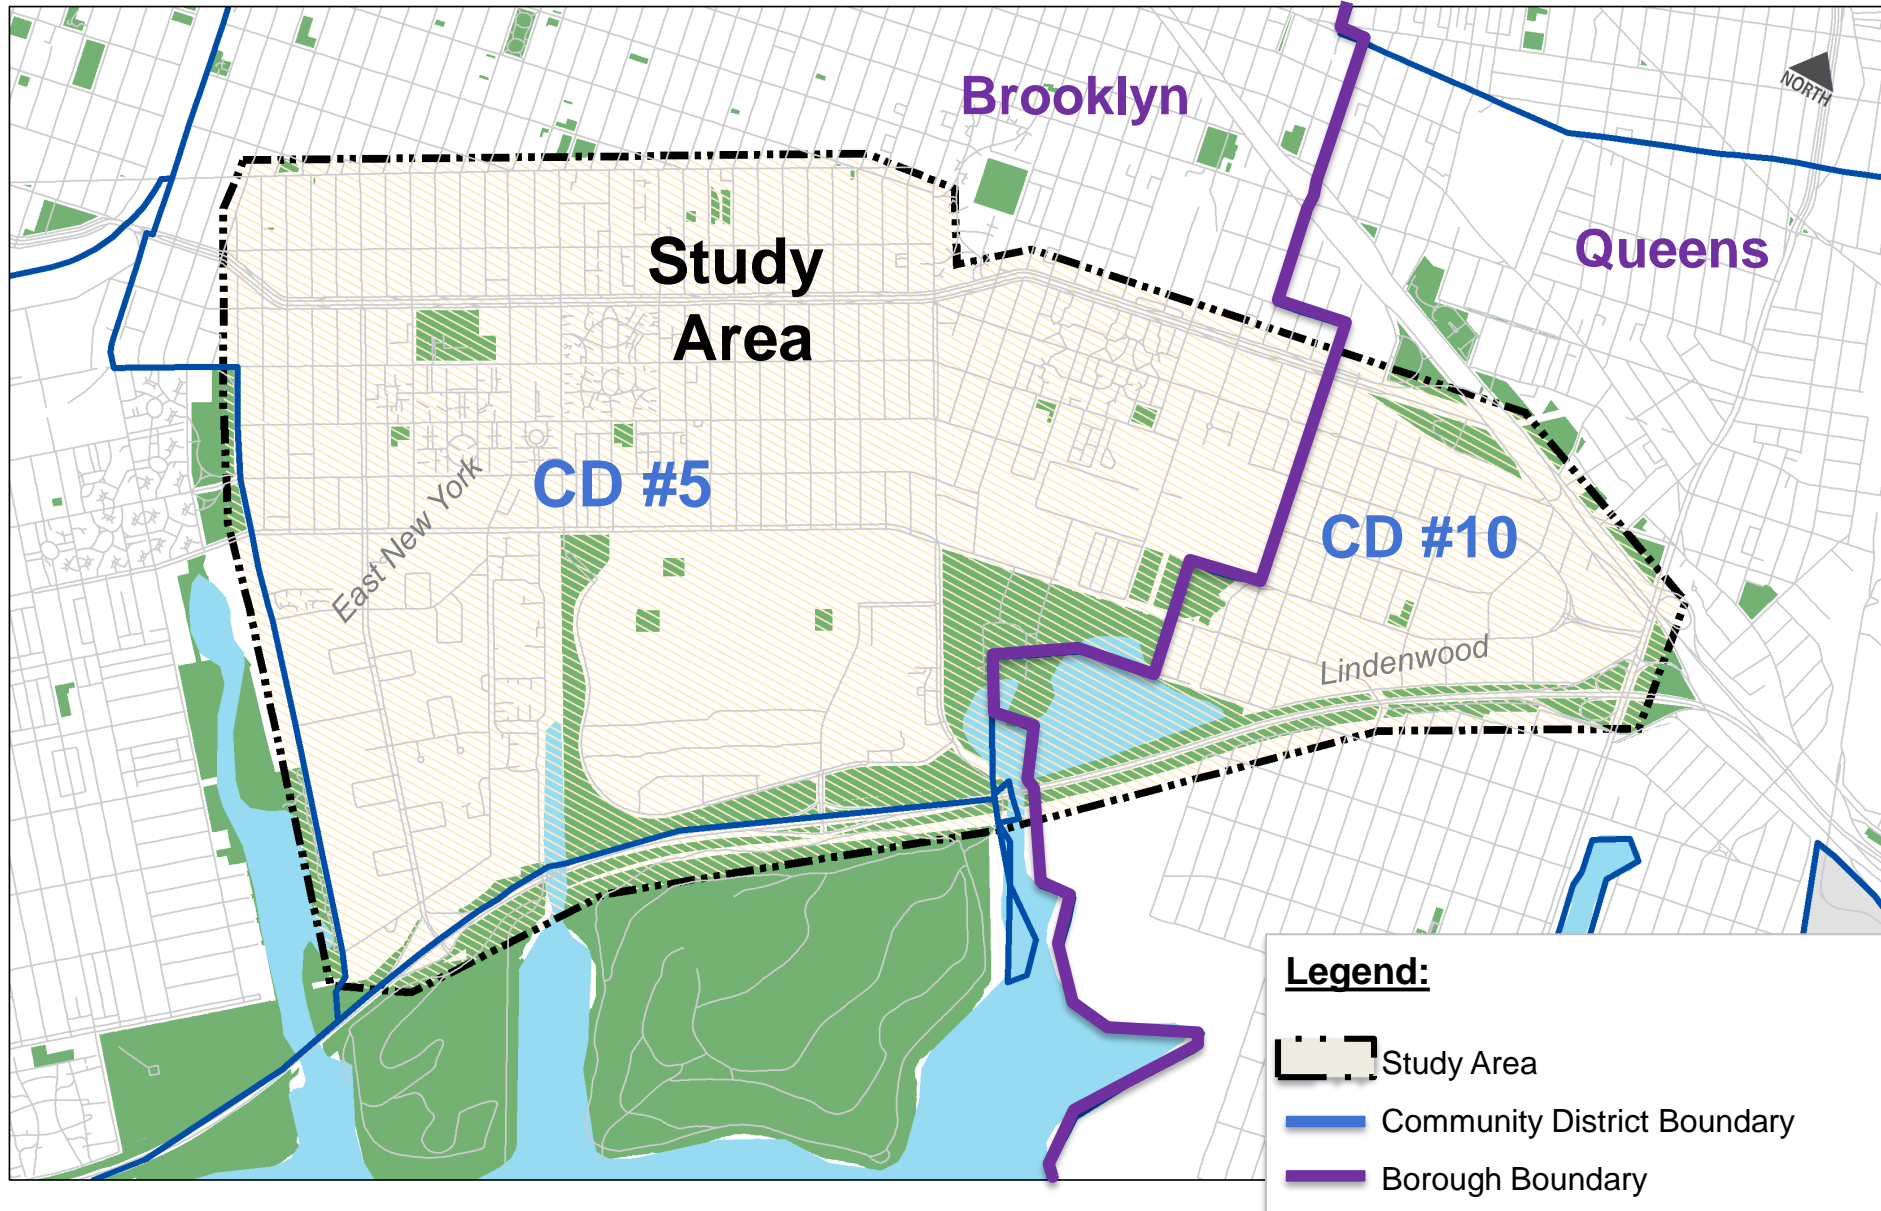 Brooklyn
NORTH
Queens
Study
Area
CD #5
East New York
CD #10
Lindenwood
Legend:
Study Area
Community District Boundary
Borough Boundary